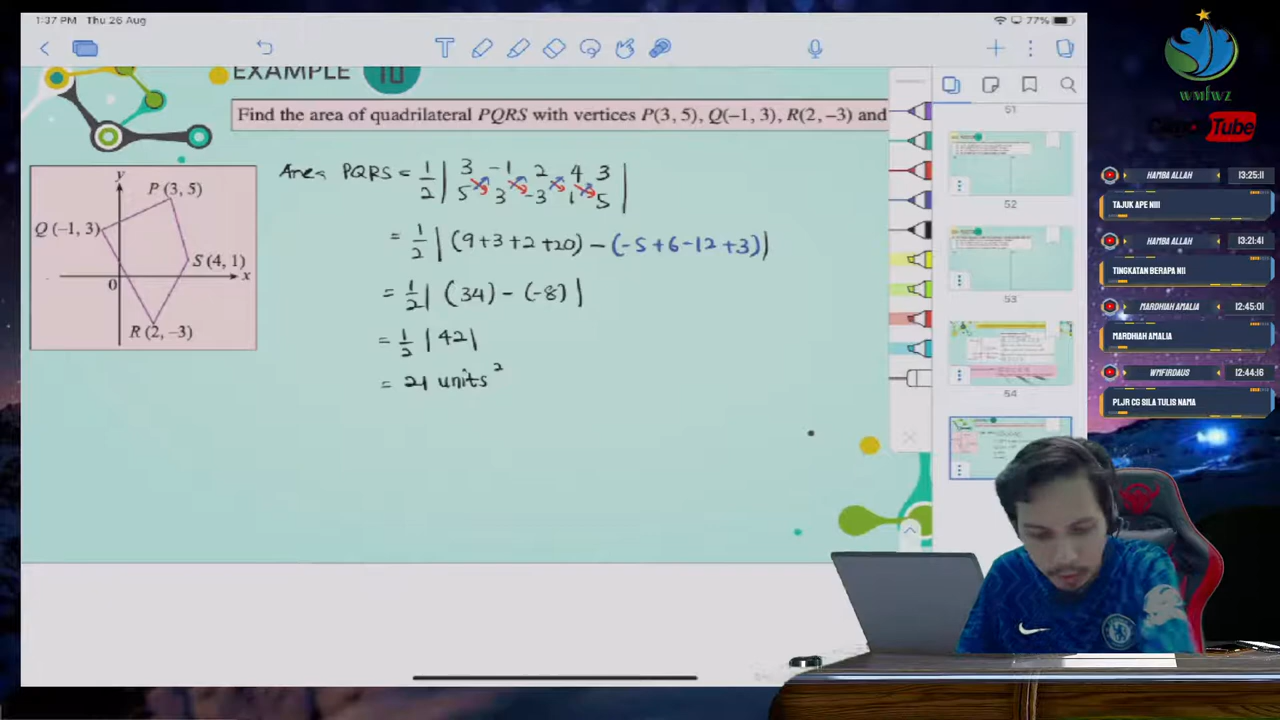 1:37 PM Thu 26 Aug
77%
EXAMPLE 10
Find the area of quadrilateral PQRS with vertices P(3, 5), Q(−1, 3), R(2, −3) and
y
P (3, 5)
Q (−1, 3)
S (4, 1)
0
x
R (2, −3)
Area PQRS = 1/2 | 3 −1 2 4 3
5 3 −3 1 5 |
= 1/2 | (9+3+2+20) − (−5+6−12+3) |
= 1/2 | (34) − (−8) |
= 1/2 | 42 |
= 21 units²
51
52
53
54
wmfwz
Tube
HAMBA ALLAH 13:25:11
TAJUK APE NI!!
HAMBA ALLAH 13:21:41
TINGKATAN BERAPA NI!
MARDHIAH AMALIA 12:45:01
MARDHIAH AMALIA
WMFIRDAUS 12:44:16
PLJR CG SILA TULIS NAMA